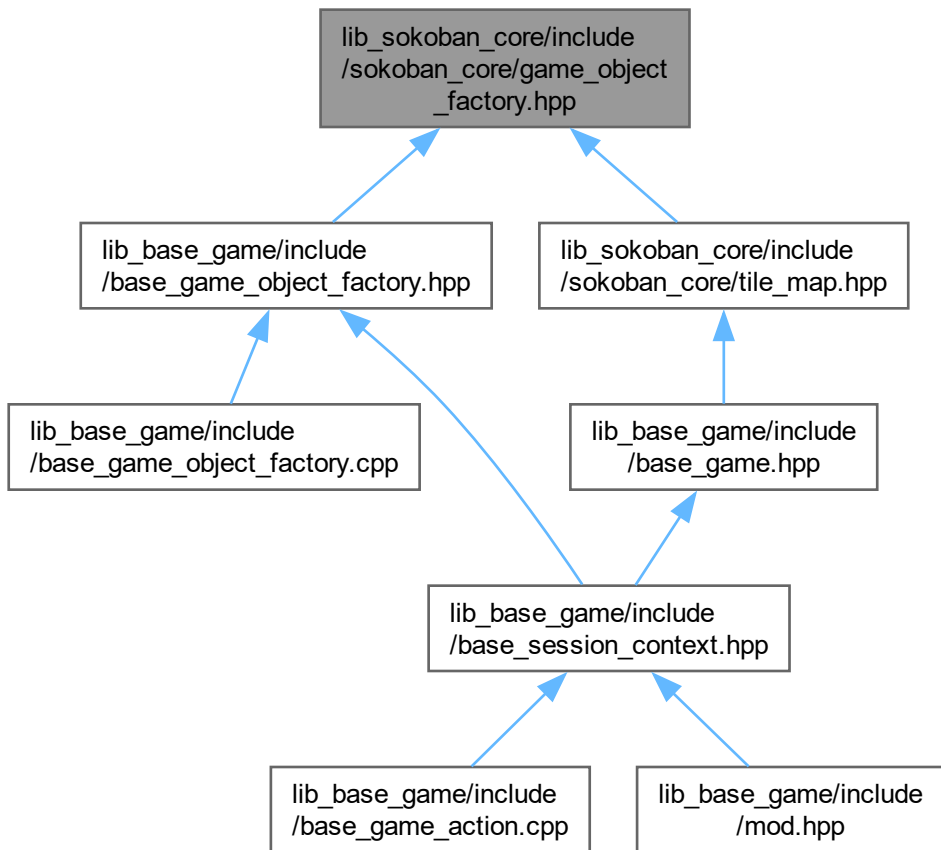 lib_sokoban_core/include
/sokoban_core/game_object
_factory.hpp
lib_base_game/include
/base_game_object_factory.hpp
lib_sokoban_core/include
/sokoban_core/tile_map.hpp
lib_base_game/include
/base_game_object_factory.cpp
lib_base_game/include
/base_game.hpp
lib_base_game/include
/base_session_context.hpp
lib_base_game/include
/base_game_action.cpp
lib_base_game/include
/mod.hpp